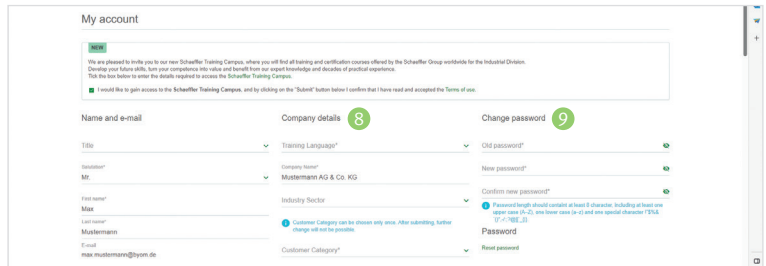 My account
NEW
We are pleased to invite you to our new Schaeffler Training Campus, where you will find all training and certification courses offered by the Schaeffler Group worldwide for the Industrial Division.
Develop your future skills, turn your competence into value and benefit from our expert knowledge and decades of practical experience.
Tick the box below to enter the details required to access the Schaeffler Training Campus.
I would like to gain access to the Schaeffler Training Campus, and by clicking on the "Submit" button below I confirm that I have read and accepted the Terms of use.
Name and e-mail
Title
Salutation*
Mr.
First name*
Max
Last name*
Mustermann
E-mail
max.mustermann@byom.de
Company details 8
Training Language*
Company Name*
Mustermann AG & Co. KG
Industry Sector
Customer Category can be choosen only once. After submitting, further
change will not be possible.
Customer Category*
Change password 9
Old password*
New password*
Confirm new password*
Password length should containt at least 8 character, including at least one
upper case (A–Z), one lower case (a–z) and one special character
Password
Reset password